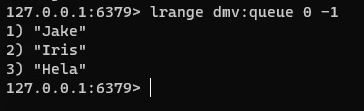 127.0.0.1:6379> lrange dmv:queue 0 -1
1) "Jake"
2) "Iris"
3) "Hela"
127.0.0.1:6379>